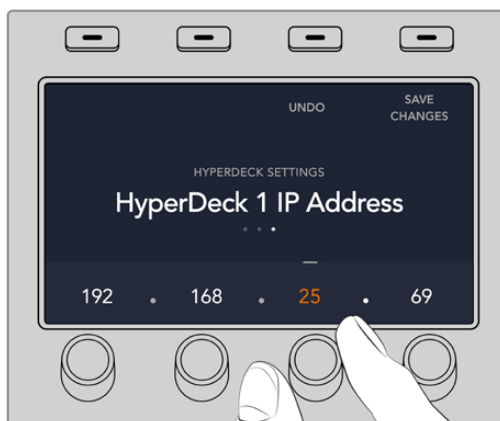 UNDO
SAVE
CHANGES
HYPERDECK SETTINGS
HyperDeck 1 IP Address
192 . 168 . 25 . 69